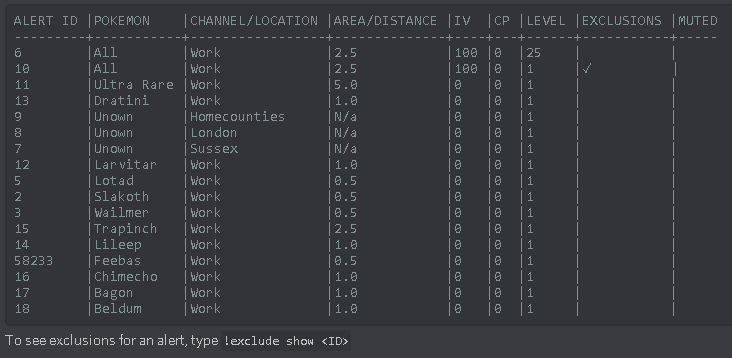 ALERT ID |POKEMON |CHANNEL/LOCATION |AREA/DISTANCE |IV |CP |LEVEL |EXCLUSIONS |MUTED
---------+----------+-----------------+--------------+----+---+------+-----------+-----
6 |All |Work |2.5 |100 |0 |25 | |
10 |All |Work |2.5 |100 |0 |1 |✓ |
11 |Ultra Rare |Work |5.0 |0 |0 |1 | |
13 |Dratini |Work |1.0 |0 |0 |1 | |
9 |Unown |Homecounties |N/a |0 |0 |1 | |
8 |Unown |London |N/a |0 |0 |1 | |
7 |Unown |Sussex |N/a |0 |0 |1 | |
12 |Larvitar |Work |1.0 |0 |0 |1 | |
5 |Lotad |Work |0.5 |0 |0 |1 | |
2 |Slakoth |Work |0.5 |0 |0 |1 | |
3 |Wailmer |Work |0.5 |0 |0 |1 | |
15 |Trapinch |Work |2.5 |0 |0 |1 | |
14 |Lileep |Work |1.0 |0 |0 |1 | |
58233 |Feebas |Work |0.5 |0 |0 |1 | |
16 |Chimecho |Work |1.0 |0 |0 |1 | |
17 |Bagon |Work |1.0 |0 |0 |1 | |
18 |Beldum |Work |1.0 |0 |0 |1 | |
To see exclusions for an alert, type !exclude show <ID>